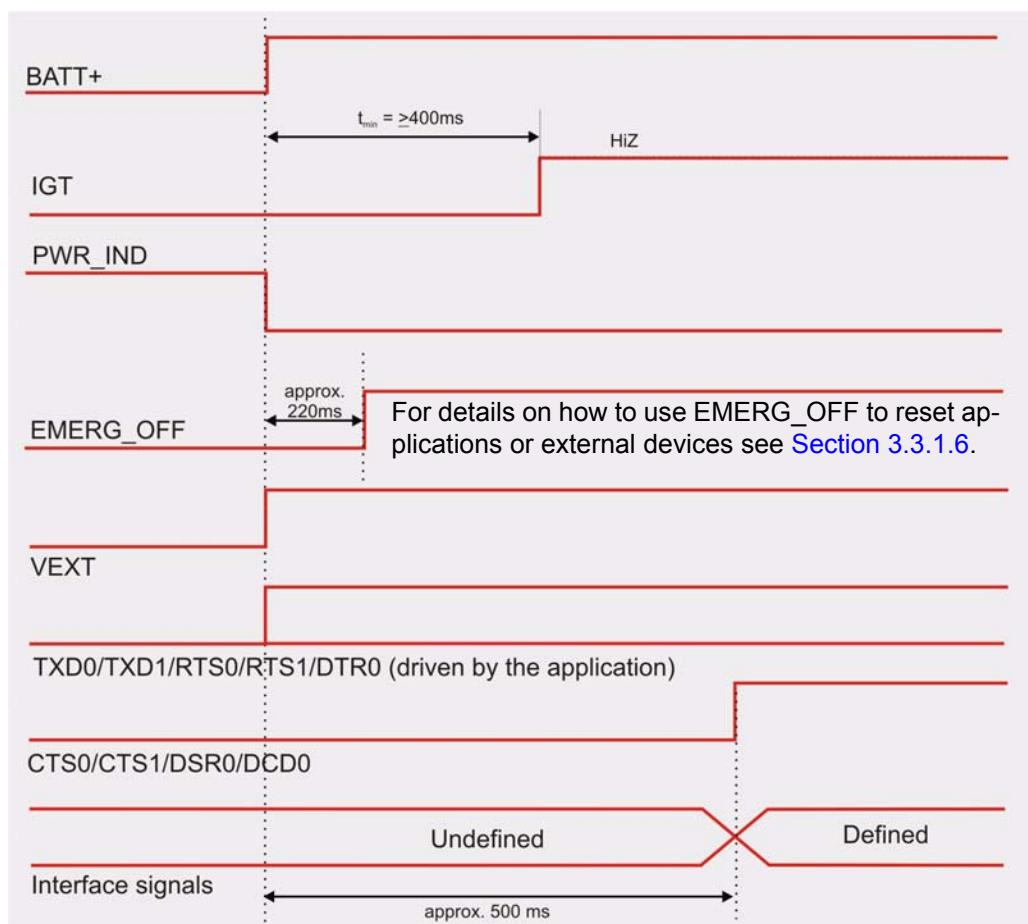 BATT+
tmin = ≥400ms
HiZ
IGT
PWR_IND
approx.
220ms
For details on how to use EMERG_OFF to reset ap-
plications or external devices see Section 3.3.1.6.
EMERG_OFF
VEXT
TXD0/TXD1/RTS0/RTS1/DTR0 (driven by the application)
CTS0/CTS1/DSR0/DCD0
Undefined
Defined
Interface signals
approx. 500 ms